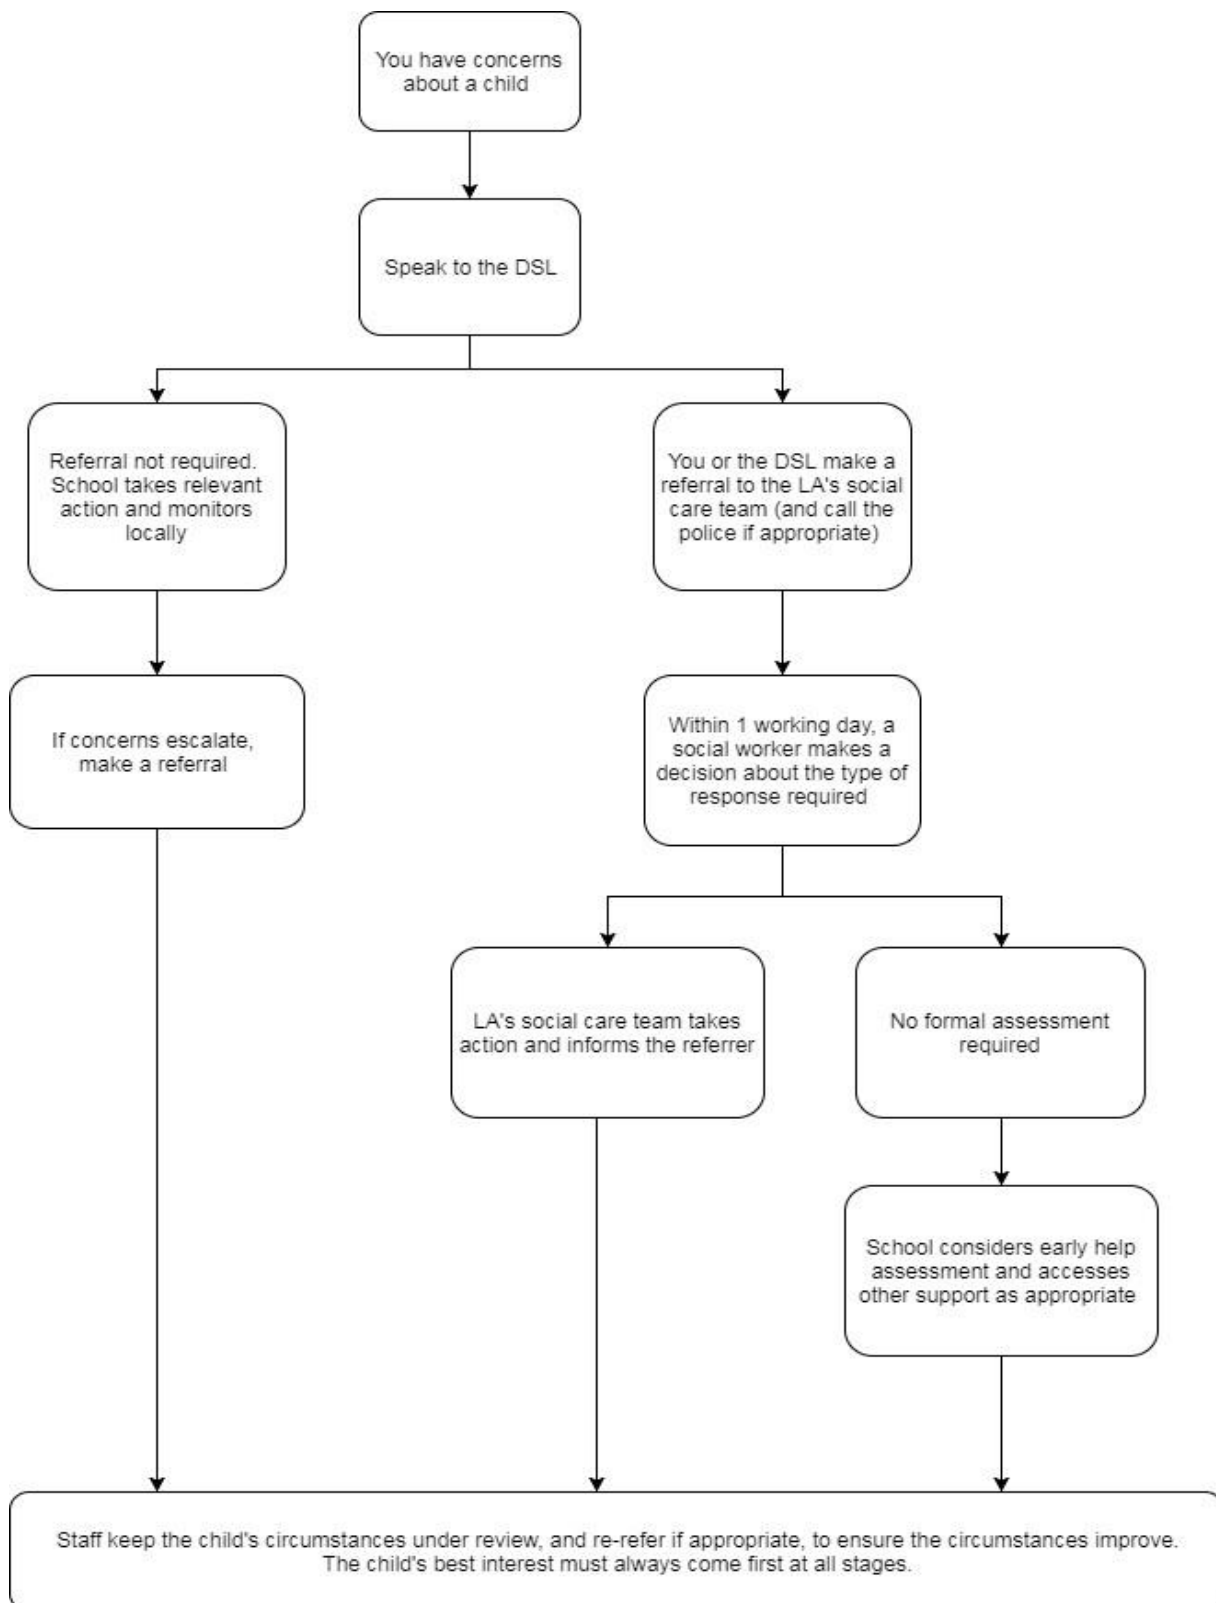 You have concerns
about a child
Speak to the DSL
Referral not required.
School takes relevant
action and monitors
locally
You or the DSL make a
referral to the LA's social
care team (and call the
police if appropriate)
If concerns escalate,
make a referral
Within 1 working day, a
social worker makes a
decision about the type of
response required
LA's social care team takes
action and informs the referrer
No formal assessment
required
School considers early help
assessment and accesses
other support as appropriate
Staff keep the child's circumstances under review, and re-refer if appropriate, to ensure the circumstances improve.
The child's best interest must always come first at all stages.